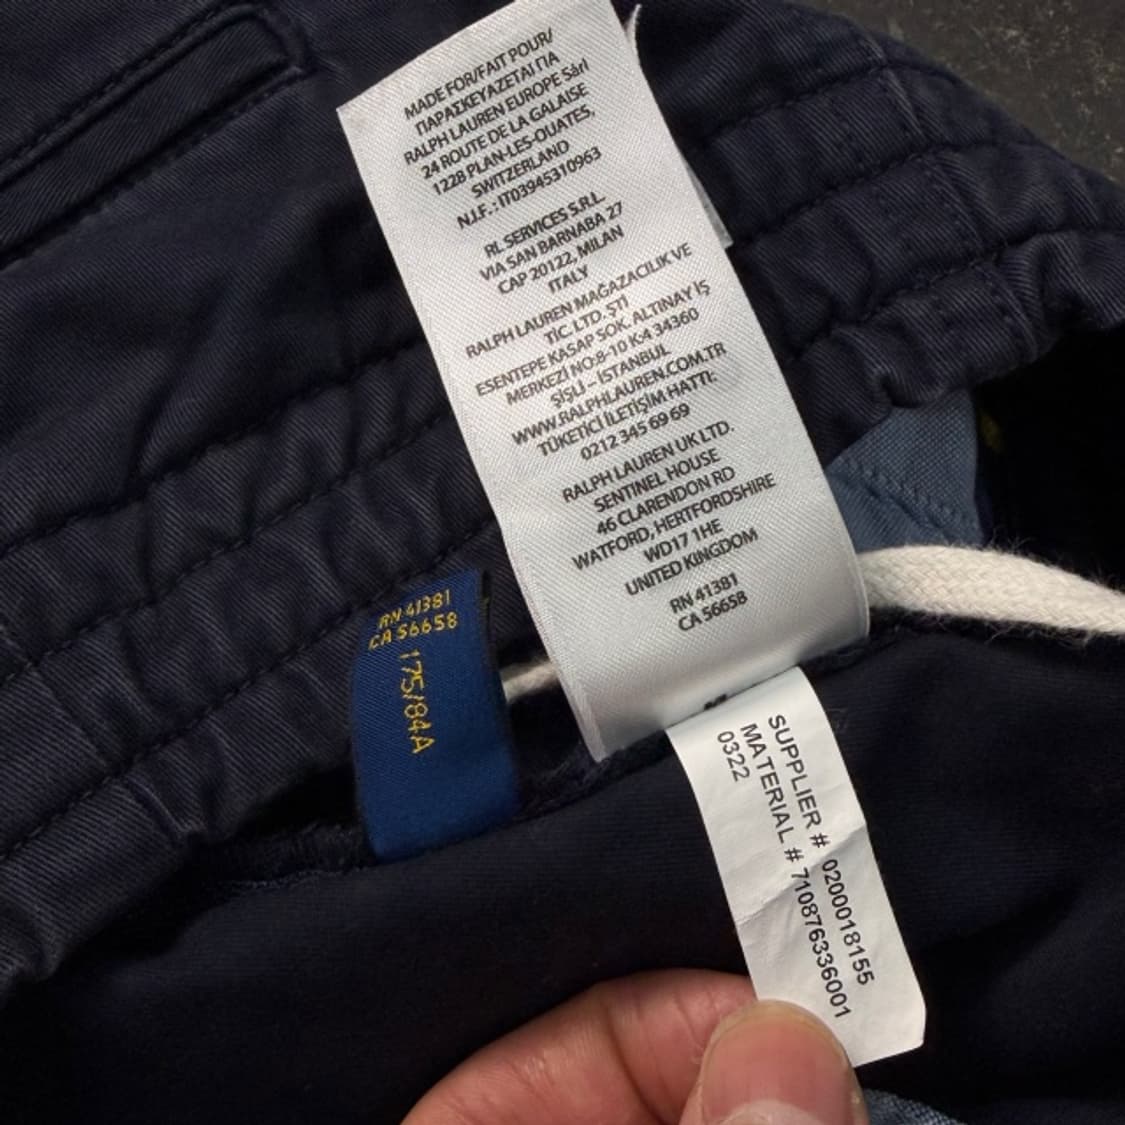 MADE FOR/FAIT POUR/
ΠΑΡΑΣΚΕΥΑΖΕΤΑΙ ΓΙΑ
RALPH LAUREN EUROPE Sàrl
24 ROUTE DE LA GALAISE
1228 PLAN-LES-OUATES,
SWITZERLAND
N.I.F. : IT03945310963
RL SERVICES S.R.L.
VIA SAN BARNABA 27
CAP 20122, MILAN
ITALY
RALPH LAUREN MAĞAZACILIK VE
TİC. LTD. ŞTİ
ESENTEPE KASAP SOK. ALTINAY İŞ
MERKEZİ NO:8-10 K:4 34360
ŞİŞLİ – İSTANBUL
WWW.RALPHLAUREN.COM.TR
TÜKETİCİ İLETİŞİM HATTI:
0212 345 69 69
RALPH LAUREN UK LTD.
SENTINEL HOUSE
46 CLARENDON RD
WATFORD, HERTFORDSHIRE
WD17 1HE
UNITED KINGDOM
RN 41381
CA 56658
RN 41381
CA 56658
175/84A
SUPPLIER # 0200018155
MATERIAL # 710876336001
0322